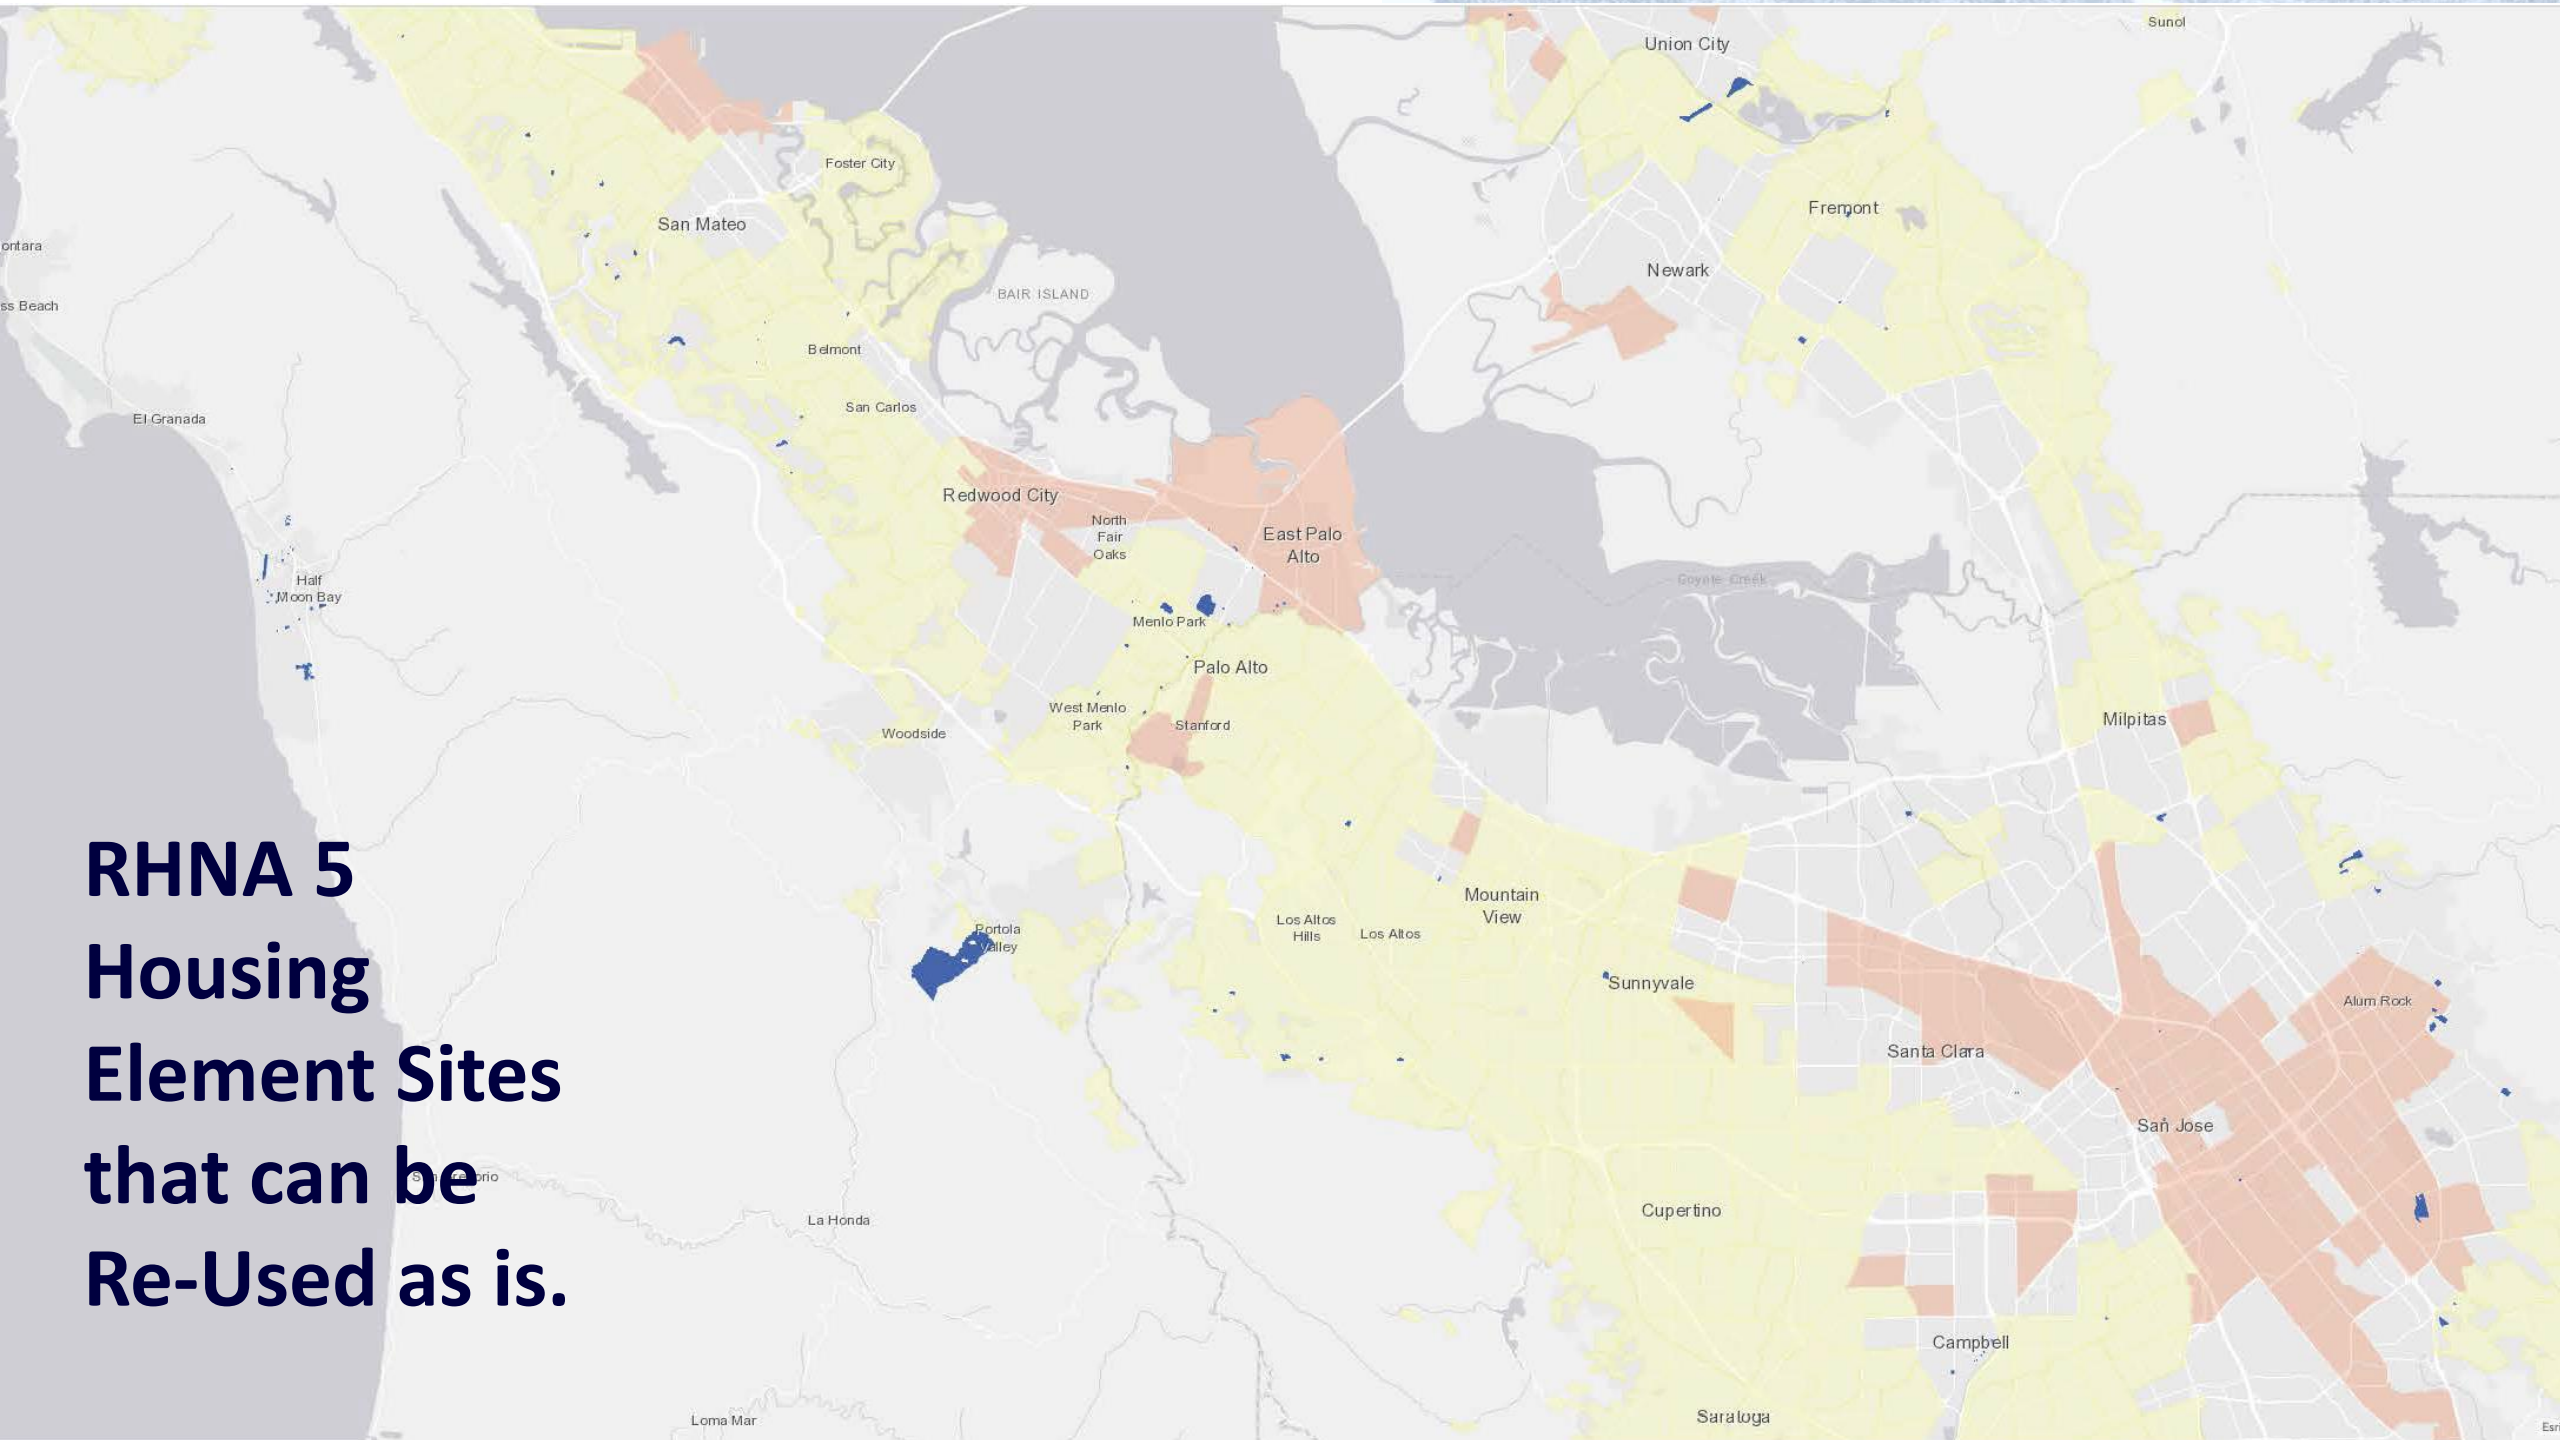 Sunol
Union City
Foster City
San Mateo
Fremont
ontara
Newark
BAIR ISLAND
ss Beach
Belmont
San Carlos
El Granada
Redwood City
North
Fair
Oaks
East Palo
Alto
Coyote Creek
Half
Moon Bay
Menlo Park
Palo Alto
West Menlo
Park
Stanford
Woodside
Milpitas
RHNA 5
Housing
Element Sites
that can be
Re-Used as is.
Mountain
View
Los Altos
Hills
Los Altos
Portola
Valley
Sunnyvale
Alum Rock
Santa Clara
San Jose
Cupertino
La Honda
Campbell
Loma Mar
Saratoga
Esri